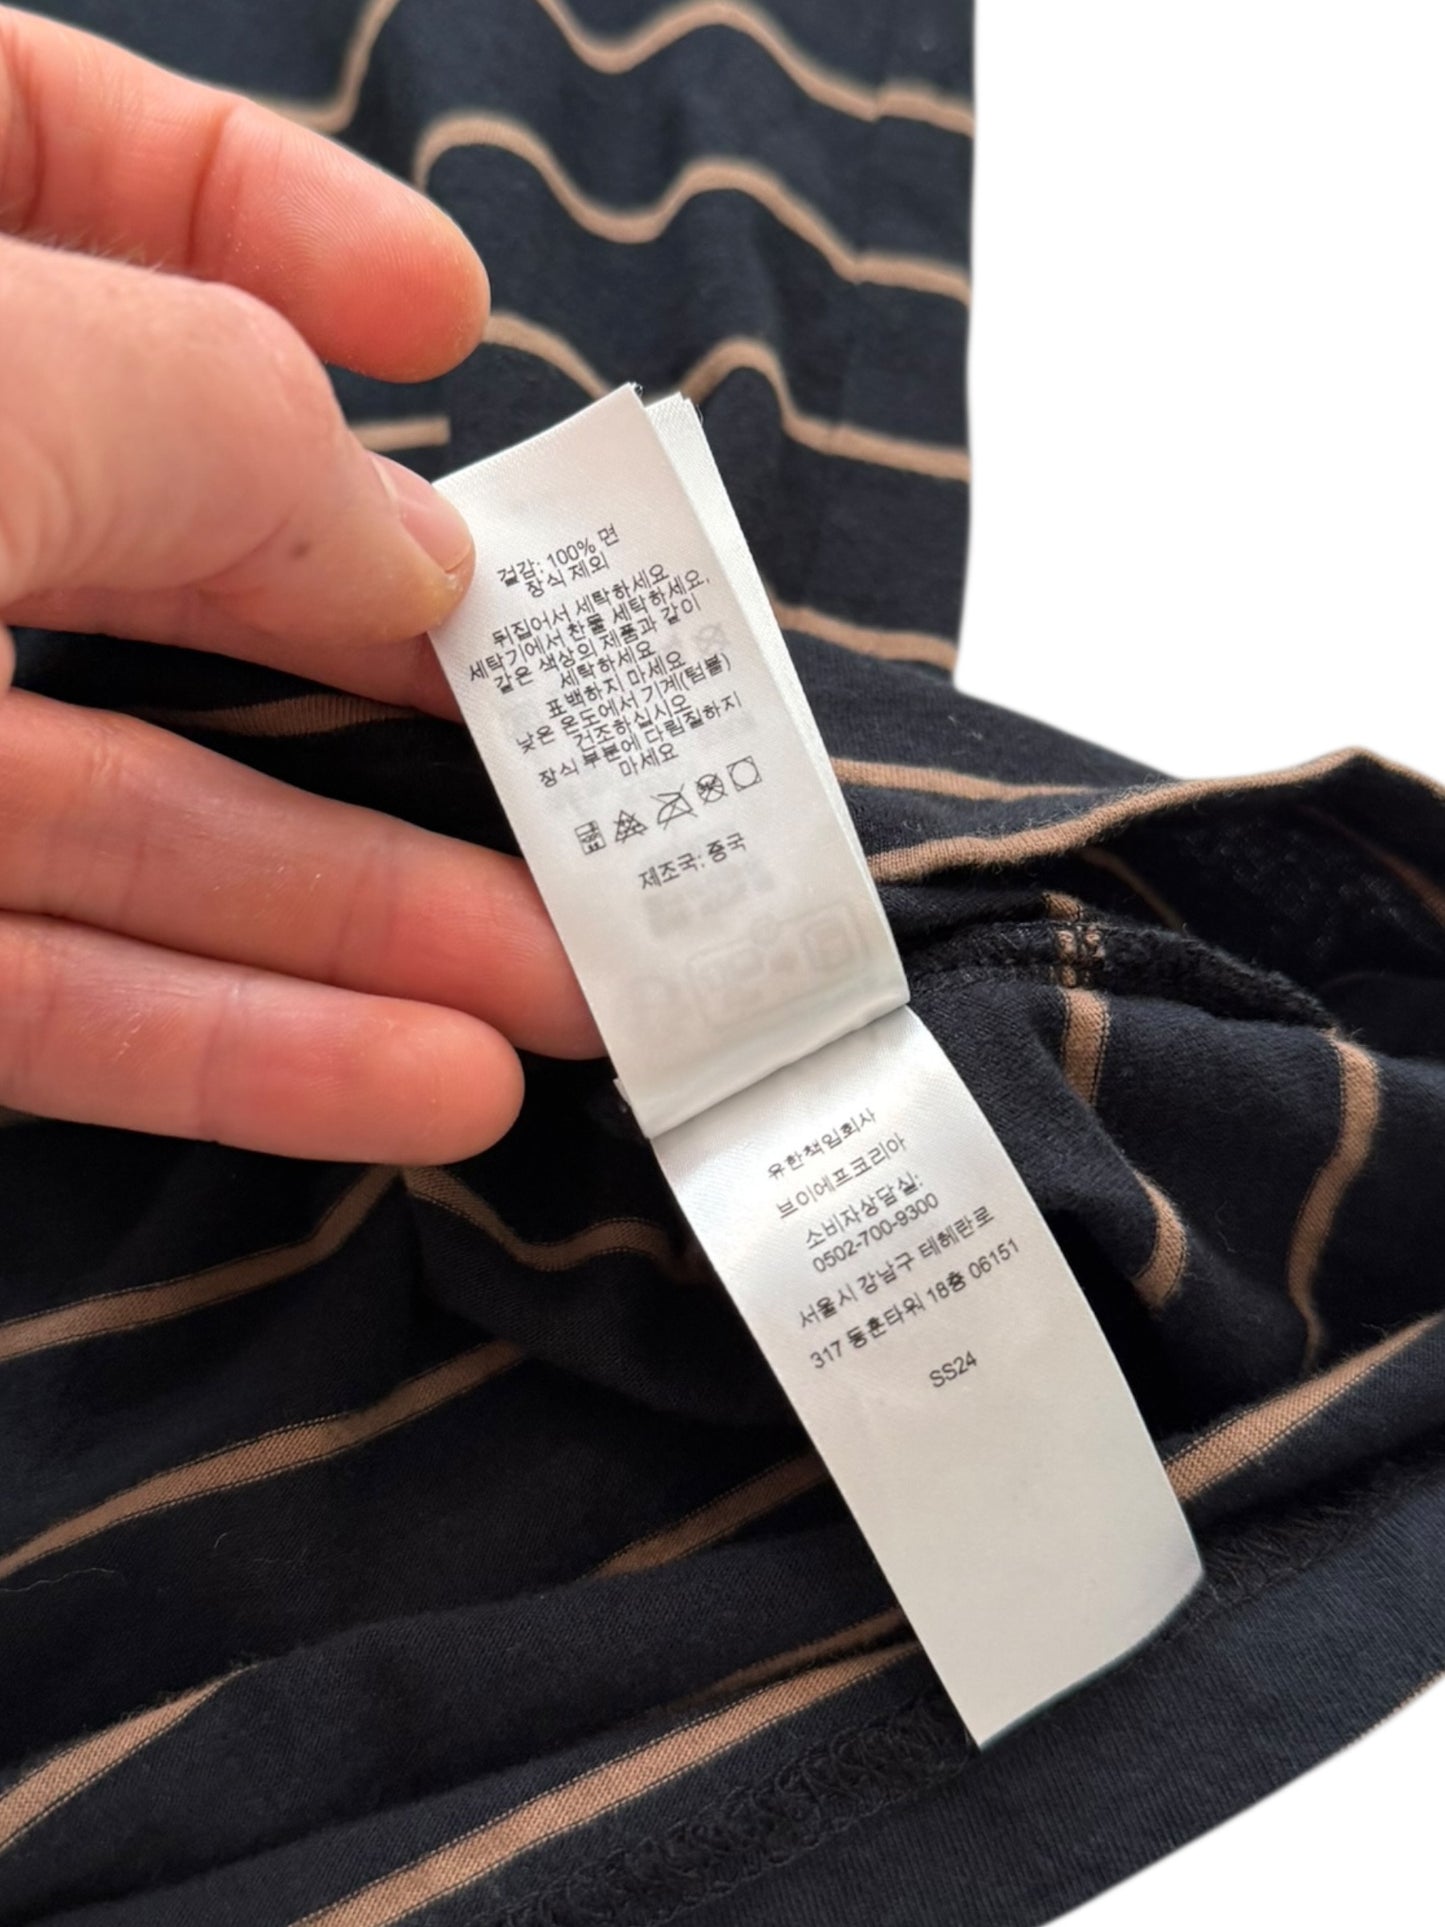 겉감: 100% 면
장식 제외
뒤집어서 세탁하세요
세탁기에서 찬물 세탁하세요.
같은 색상의 제품과 같이
세탁하세요
표백하지 마세요
낮은 온도에서 기계(텀블)
건조하십시오
장식 부분에 다림질하지
마세요
제조국: 중국
유한책임회사
브이에프코리아
소비자상담실:
0502-700-9300
서울시 강남구 테헤란로
317 동훈타워 18층 06151
SS24